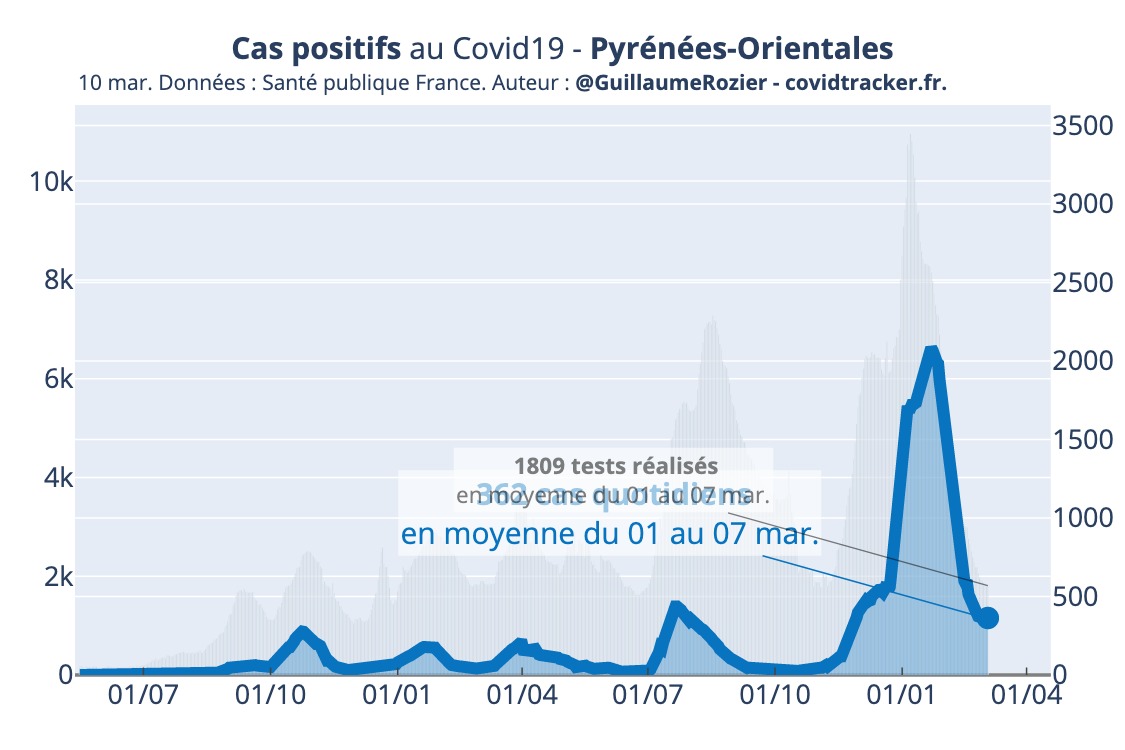 Cas positifs au Covid19 - Pyrénées-Orientales
10 mar. Données : Santé publique France. Auteur : @GuillaumeRozier - covidtracker.fr.
3500
10k
3000
8k
2500
6k
2000
1500
1809 tests réalisés
4k
en moyenne du 01 au 07 mar.
362 cas quotidiens
1000
en moyenne du 01 au 07 mar.
2k
500
0
0
01/07 01/10 01/01 01/04 01/07 01/10 01/01 01/04